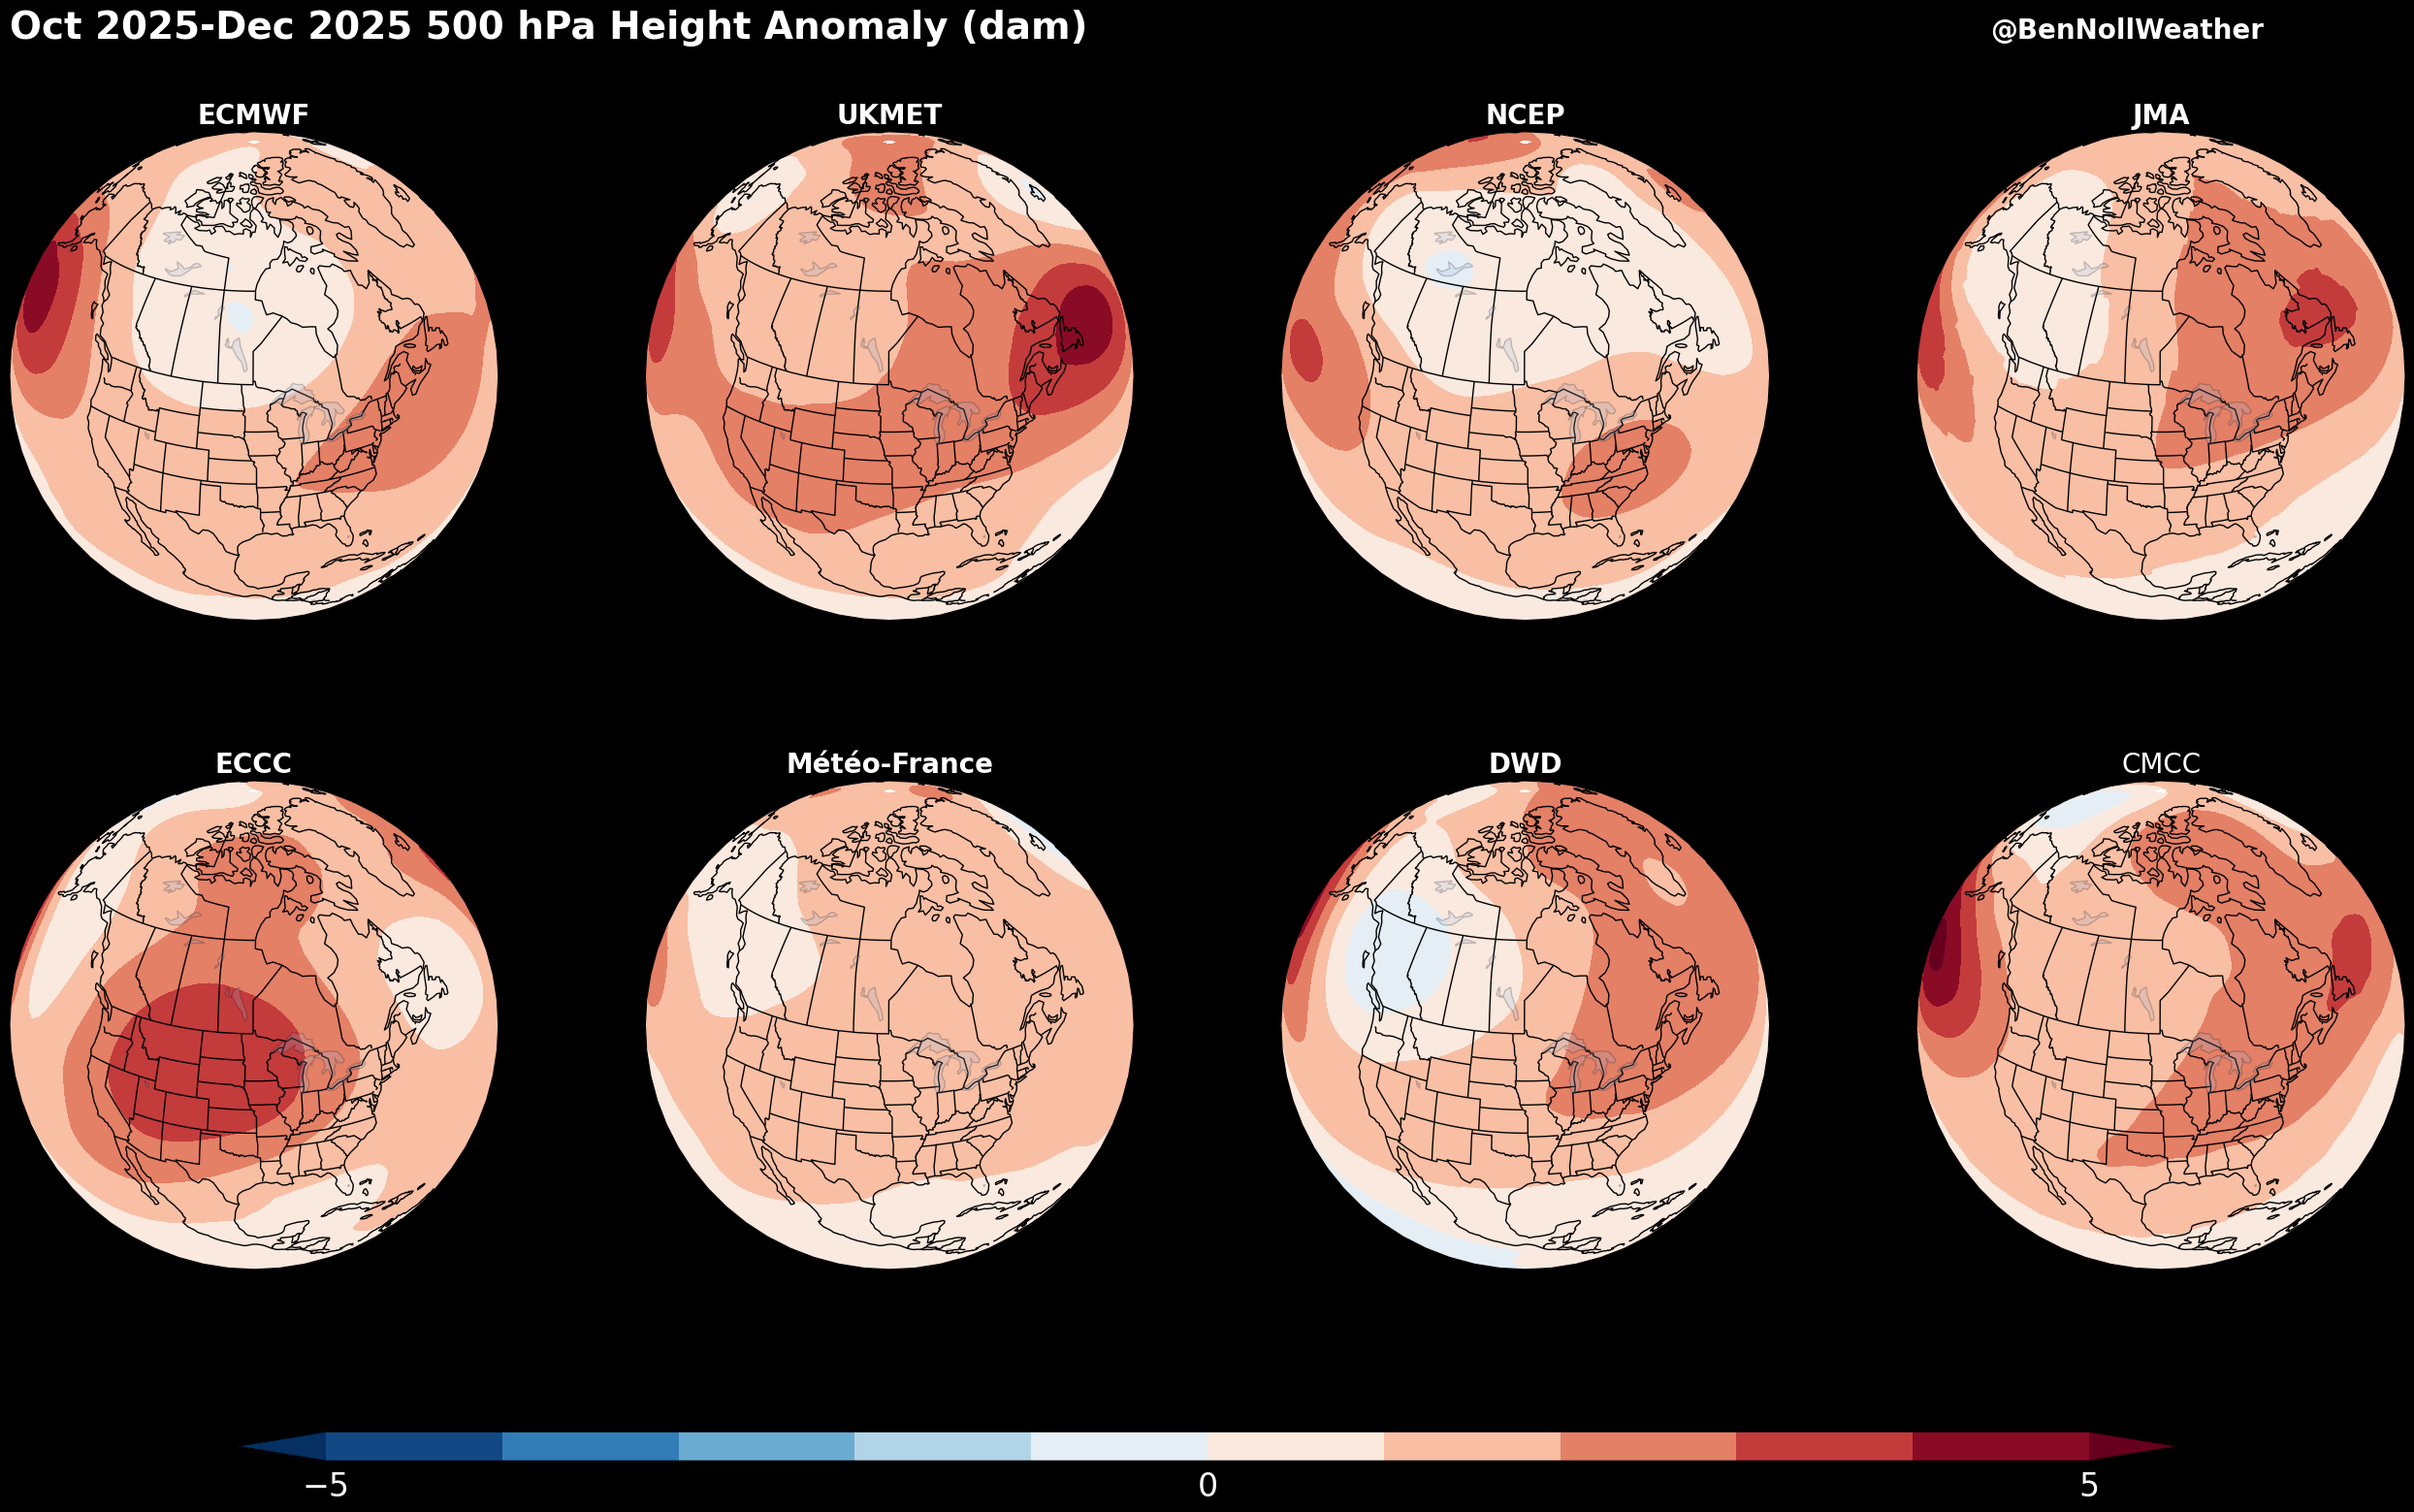 Oct 2025-Dec 2025 500 hPa Height Anomaly (dam)
@BenNollWeather
ECMWF
UKMET
NCEP
JMA
ECCC
Météo-France
DWD
CMCC
−5
0
5